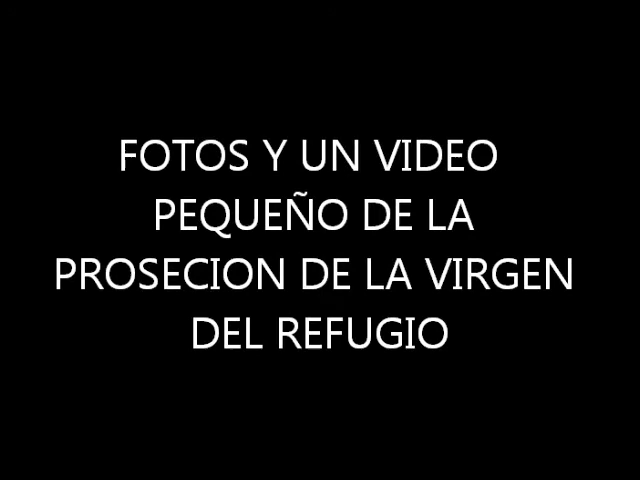 FOTOS Y UN VIDEO
PEQUEÑO DE LA
PROSECION DE LA VIRGEN
DEL REFUGIO